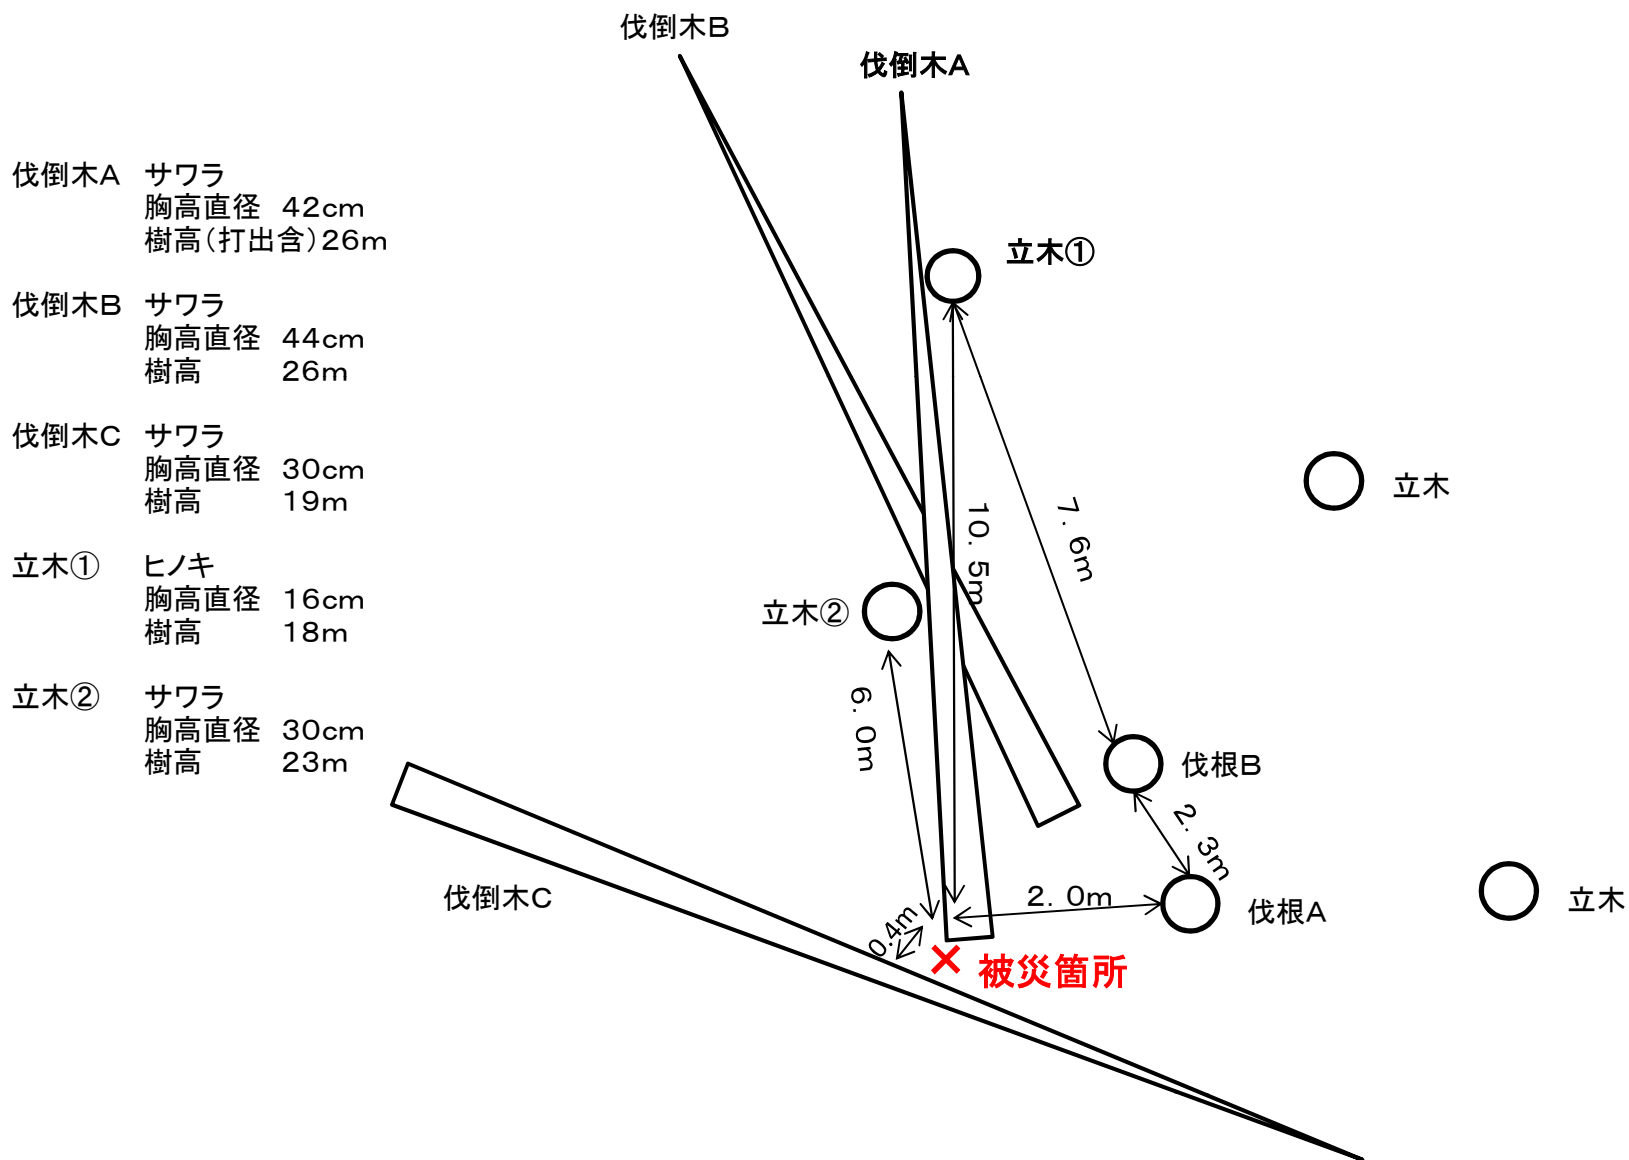 伐倒木B
伐倒木A
伐倒木A サワラ
胸高直径 42cm
樹高(打出含)26m
伐倒木B サワラ
胸高直径 44cm
樹高 26m
伐倒木C サワラ
胸高直径 30cm
樹高 19m
立木① ヒノキ
胸高直径 16cm
樹高 18m
立木② サワラ
胸高直径 30cm
樹高 23m
立木①
立木
10.5m
7.6m
立木②
6.0m
伐根B
2.3m
伐倒木C
0.4m
2.0m
伐根A
立木
被災箇所